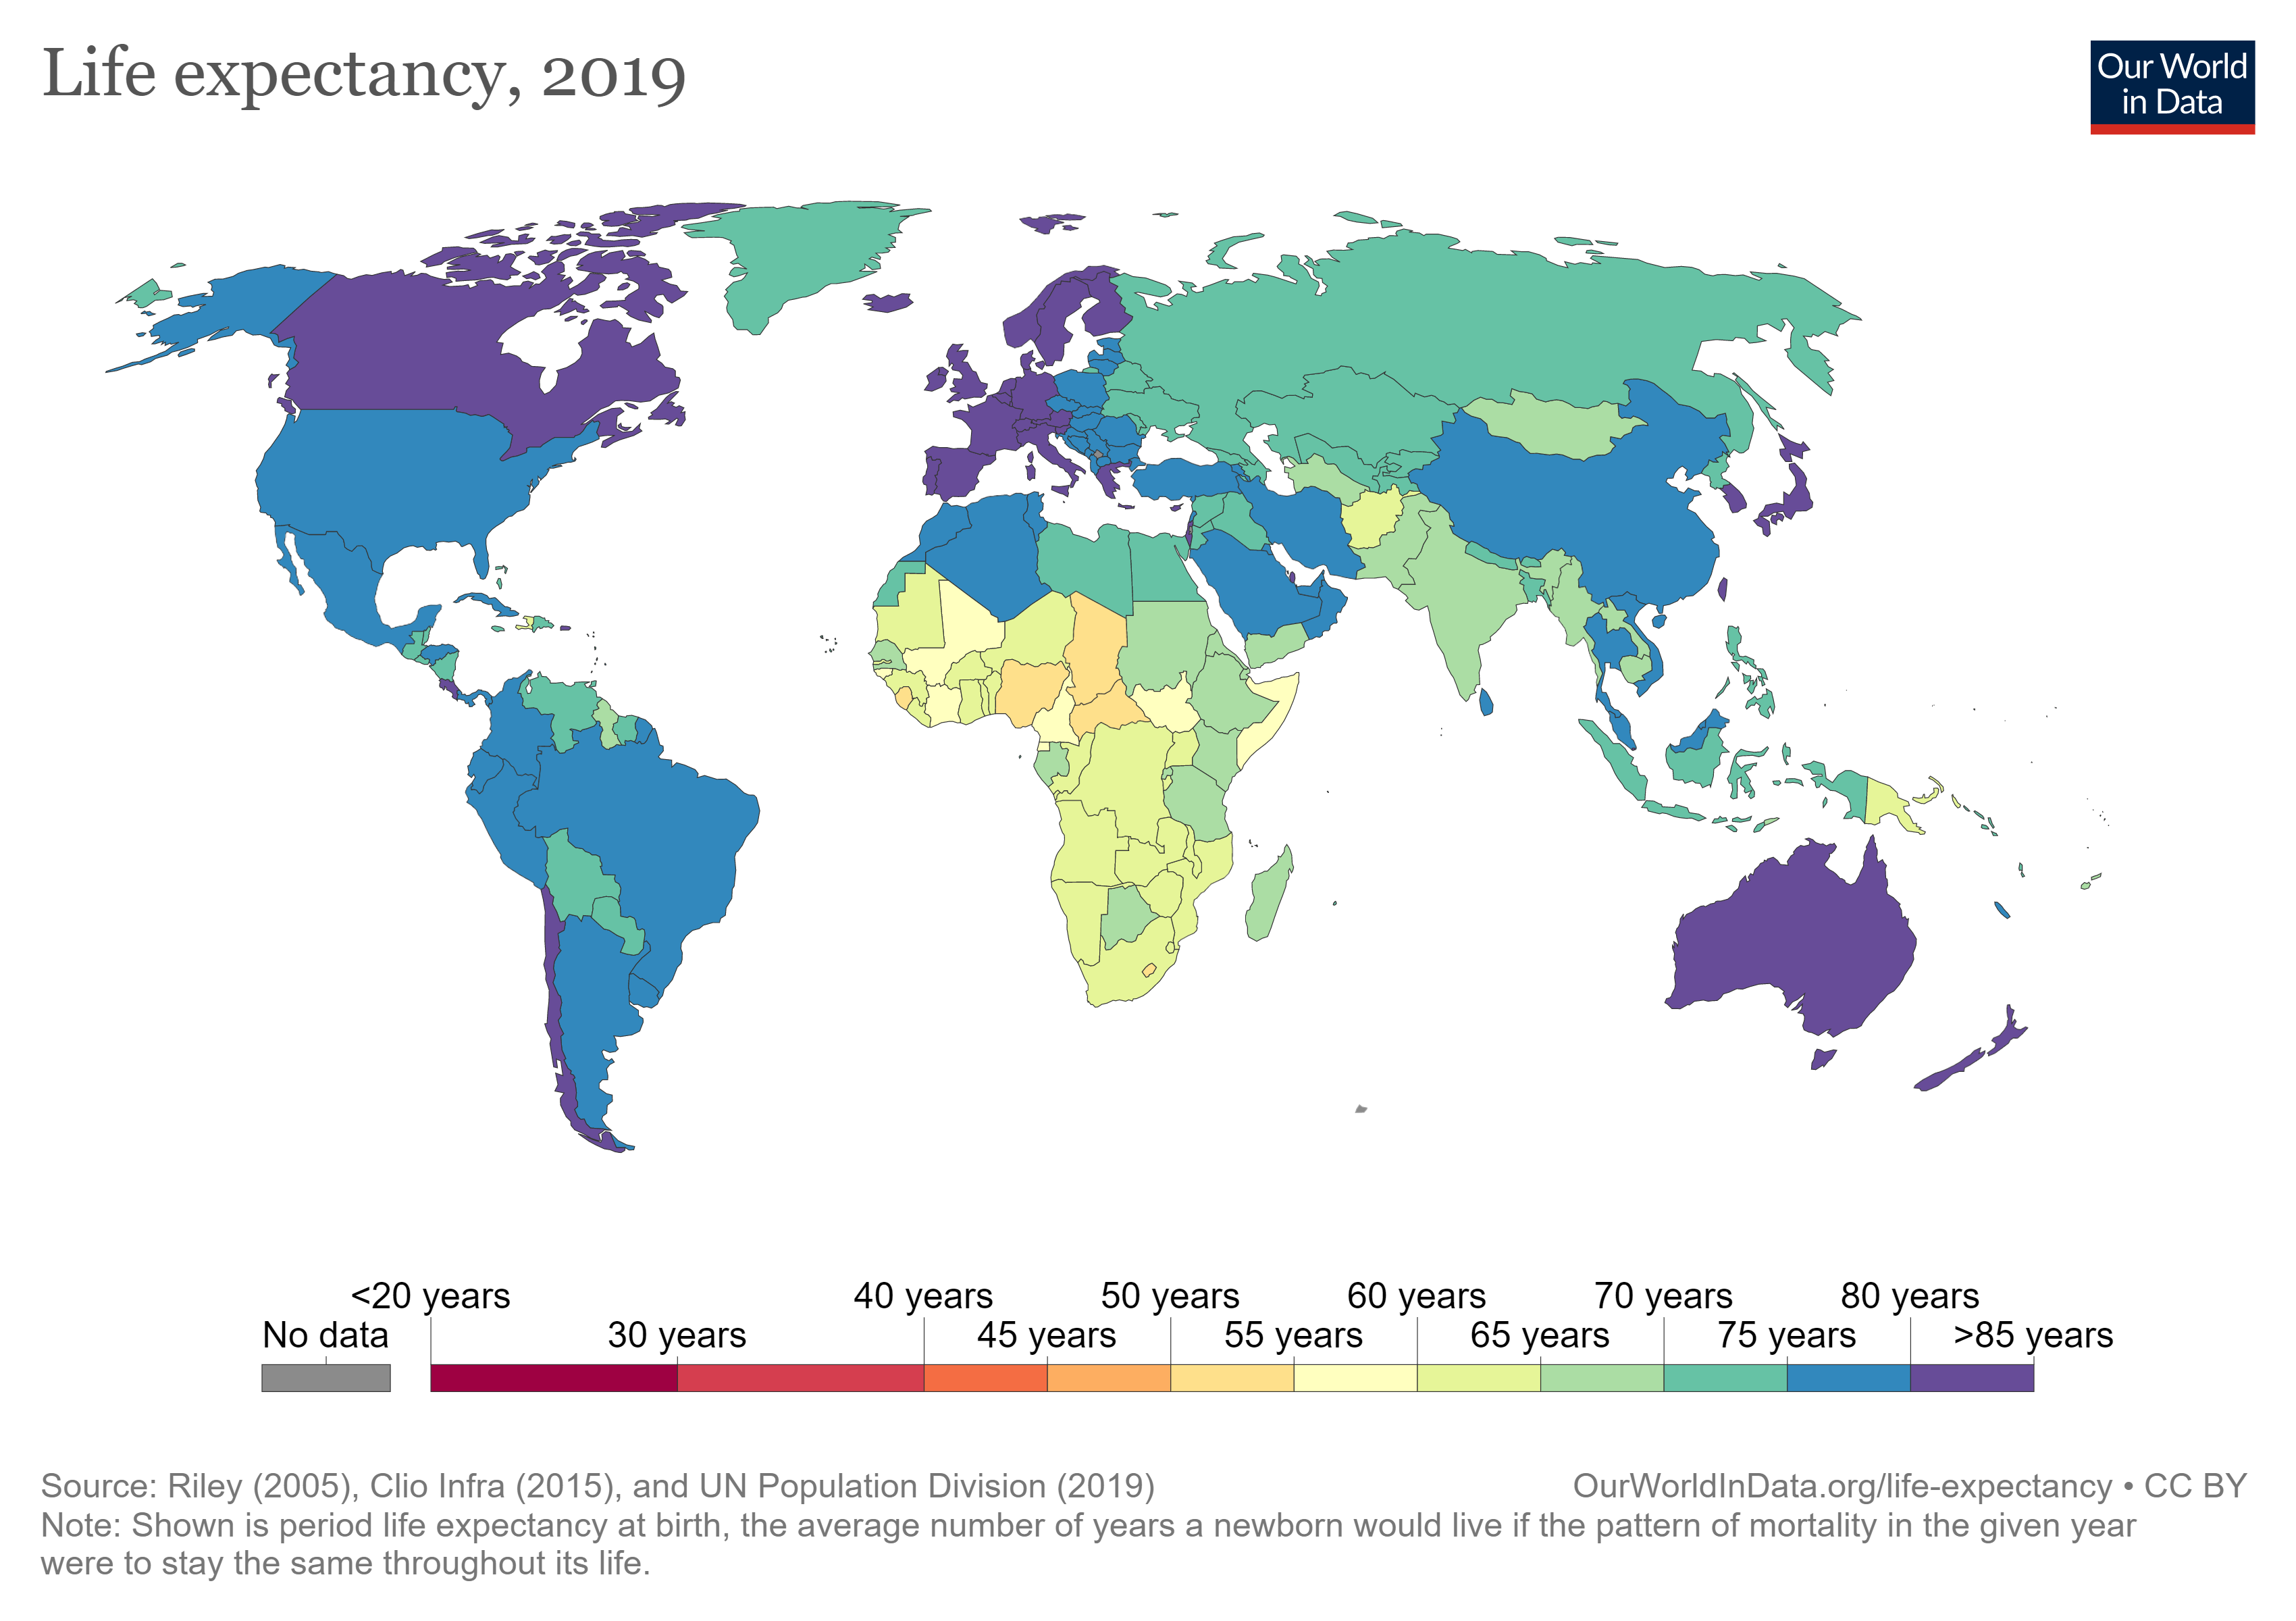 Life expectancy, 2019
Our World
in Data
<20 years
40 years
50 years
60 years
70 years
80 years
No data
30 years
45 years
55 years
65 years
75 years
>85 years
Source: Riley (2005), Clio Infra (2015), and UN Population Division (2019)
OurWorldInData.org/life-expectancy • CC BY
Note: Shown is period life expectancy at birth, the average number of years a newborn would live if the pattern of mortality in the given year
were to stay the same throughout its life.